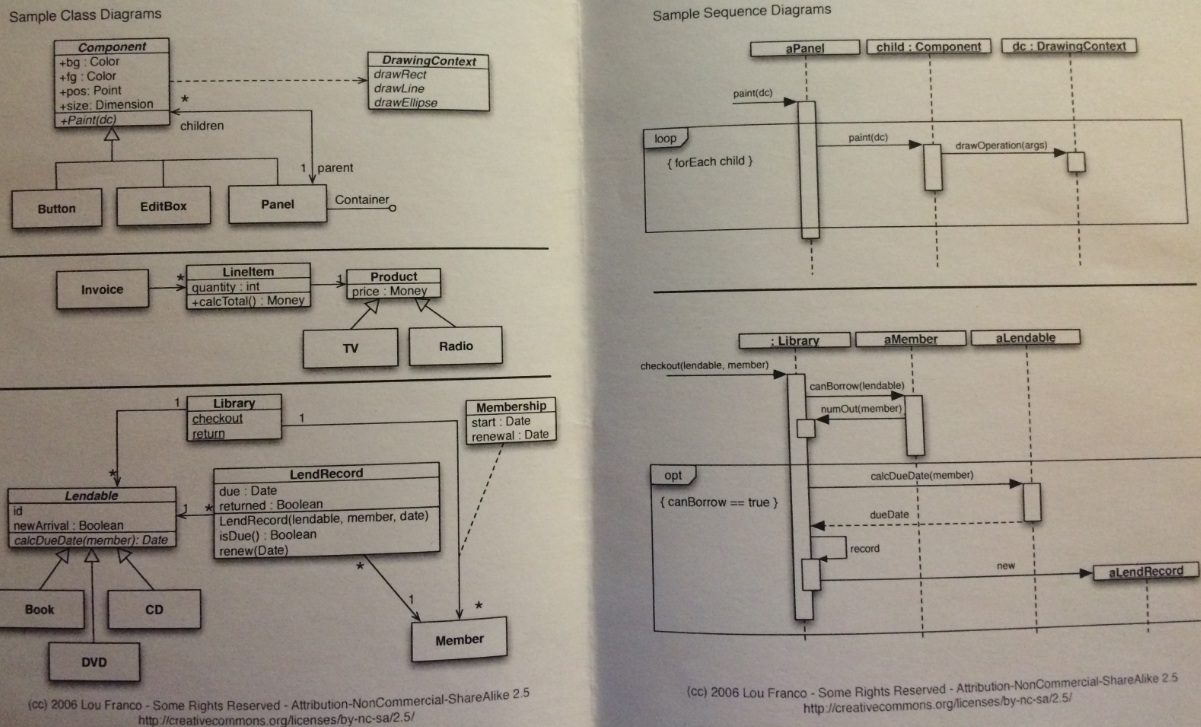 Sample Class Diagrams
Component
+bg : Color
+fg : Color
+pos: Point
+size: Dimension
+Paint(dc)
DrawingContext
drawRect
drawLine
drawEllipse
*
children
1 parent
Button
EditBox
Panel
Container
Invoice
*
LineItem
quantity : int
+calcTotal() : Money
1
Product
price : Money
TV
Radio
1
Library
checkout
return
1
Membership
start : Date
renewal : Date
*
Lendable
id
newArrival : Boolean
calcDueDate(member): Date
1
*
LendRecord
due : Date
returned : Boolean
LendRecord(lendable, member, date)
isDue() : Boolean
renew(Date)
*
1
*
Book
CD
DVD
Member
(cc) 2006 Lou Franco - Some Rights Reserved - Attribution-NonCommercial-ShareAlike 2.5
http://creativecommons.org/licenses/by-nc-sa/2.5/
Sample Sequence Diagrams
aPanel
child : Component
dc : DrawingContext
paint(dc)
loop
{ forEach child }
paint(dc)
drawOperation(args)
: Library
aMember
aLendable
checkout(lendable, member)
canBorrow(lendable)
numOut(member)
opt
{ canBorrow == true }
calcDueDate(member)
dueDate
record
new
aLendRecord
(cc) 2006 Lou Franco - Some Rights Reserved - Attribution-NonCommercial-ShareAlike 2.5
http://creativecommons.org/licenses/by-nc-sa/2.5/